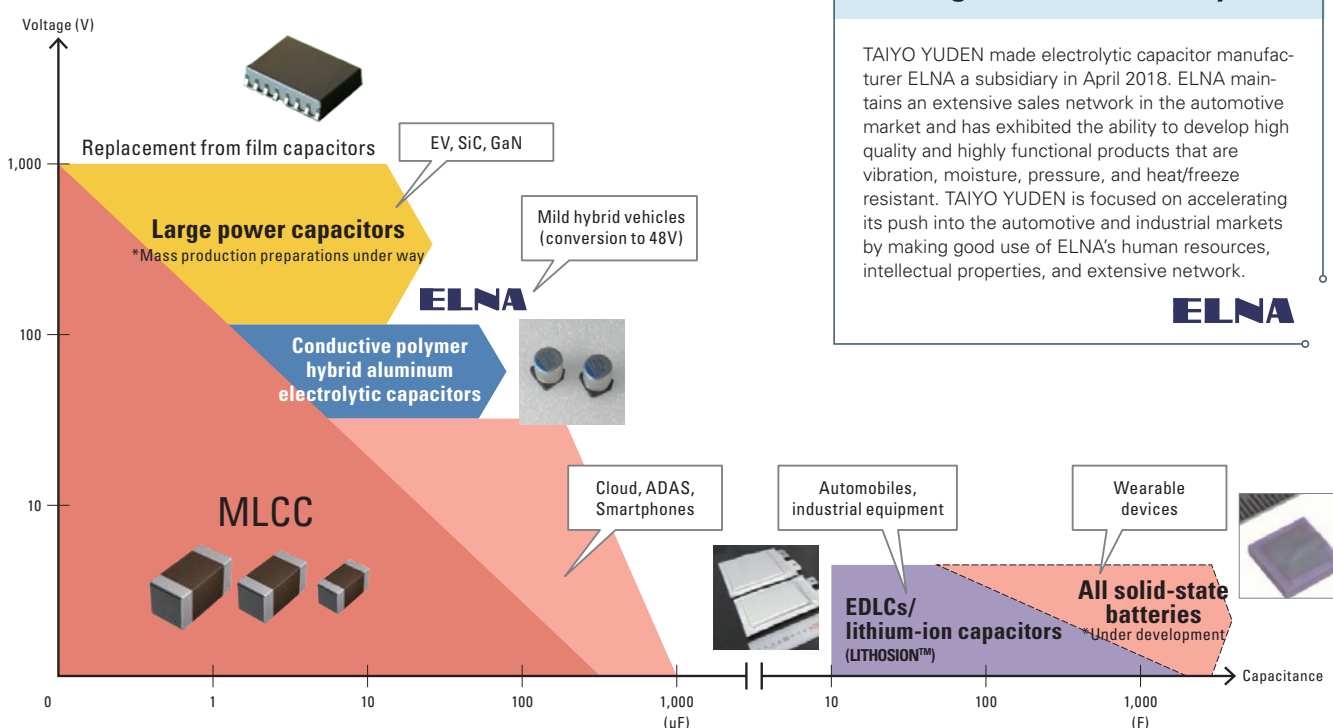 Voltage (V)
Replacement from film capacitors
EV, SiC, GaN
1,000
Large power capacitors
*Mass production preparations under way
Mild hybrid vehicles
(conversion to 48V)
ELNA
100
Conductive polymer
hybrid aluminum
electrolytic capacitors
10
MLCC
Cloud, ADAS,
Smartphones
Automobiles,
industrial equipment
Wearable
devices
EDLCs/
lithium-ion capacitors
(LITHOSION™)
All solid-state
batteries
*Under development
Capacitance
0
1
10
100
1,000
(μF)
10
100
1,000
(F)
TAIYO YUDEN made electrolytic capacitor manufac-
turer ELNA a subsidiary in April 2018. ELNA main-
tains an extensive sales network in the automotive
market and has exhibited the ability to develop high
quality and highly functional products that are
vibration, moisture, pressure, and heat/freeze
resistant. TAIYO YUDEN is focused on accelerating
its push into the automotive and industrial markets
by making good use of ELNA's human resources,
intellectual properties, and extensive network.
ELNA